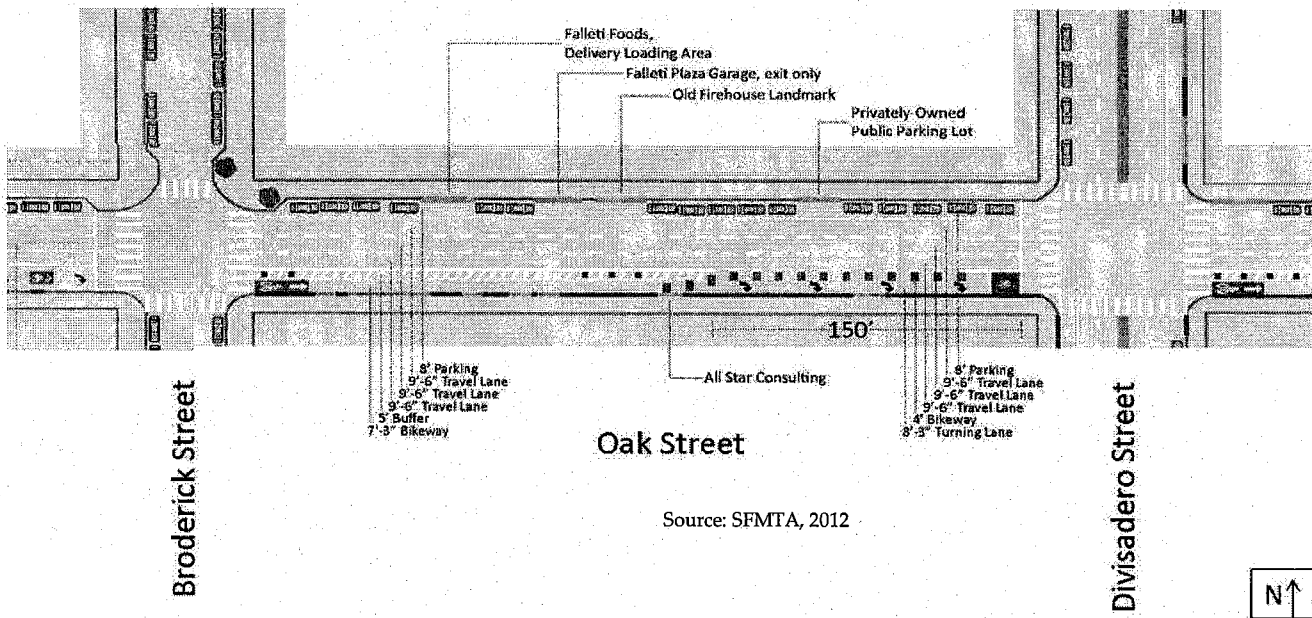 Falleti Foods,
Delivery Loading Area
Falleti Plaza Garage, exit only
Old Firehouse Landmark
Privately-Owned
Public Parking Lot
150'
All Star Consulting
8' Parking
9'-6" Travel Lane
9'-6" Travel Lane
9'-6" Travel Lane
5' Buffer
7'-3" Bikeway
8' Parking
9'-6" Travel Lane
9'-6" Travel Lane
9'-6" Travel Lane
4' Bikeway
8'-3" Turning Lane
Broderick Street
Oak Street
Divisadero Street
Source: SFMTA, 2012
N